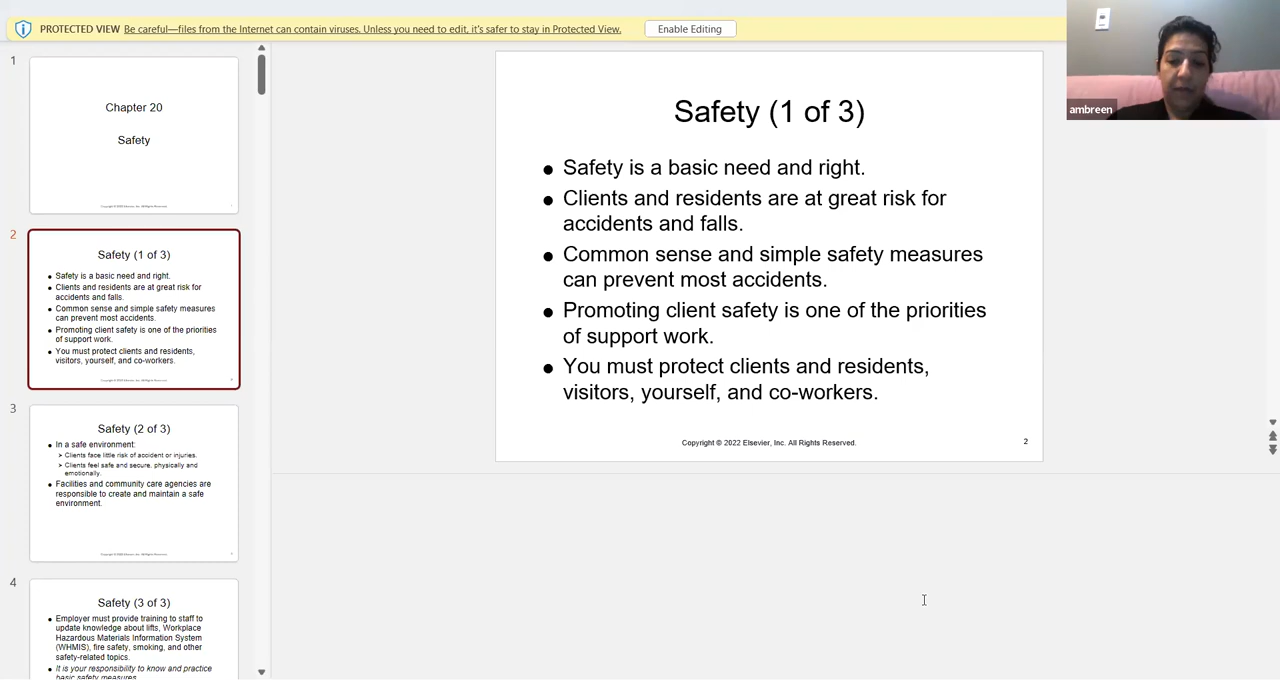 PROTECTED VIEW Be careful—files from the Internet can contain viruses. Unless you need to edit, it's safer to stay in Protected View. Enable Editing
ambreen
1
Chapter 20
Safety
2
Safety (1 of 3)
• Safety is a basic need and right.
• Clients and residents are at great risk for
accidents and falls.
• Common sense and simple safety measures
can prevent most accidents.
• Promoting client safety is one of the priorities
of support work.
• You must protect clients and residents,
visitors, yourself, and co-workers.
3
Safety (2 of 3)
• In a safe environment:
➢ Clients face little risk of accident or injuries.
➢ Clients feel safe and secure, physically and
emotionally.
• Facilities and community care agencies are
responsible to create and maintain a safe
environment.
4
Safety (3 of 3)
• Employer must provide training to staff to
update knowledge about lifts, Workplace
Hazardous Materials Information System
(WHMIS), fire safety, smoking, and other
safety-related topics.
• It is your responsibility to know and practice
basic safety measures
Safety (1 of 3)
• Safety is a basic need and right.
• Clients and residents are at great risk for
accidents and falls.
• Common sense and simple safety measures
can prevent most accidents.
• Promoting client safety is one of the priorities
of support work.
• You must protect clients and residents,
visitors, yourself, and co-workers.
Copyright © 2022 Elsevier, Inc. All Rights Reserved.
2